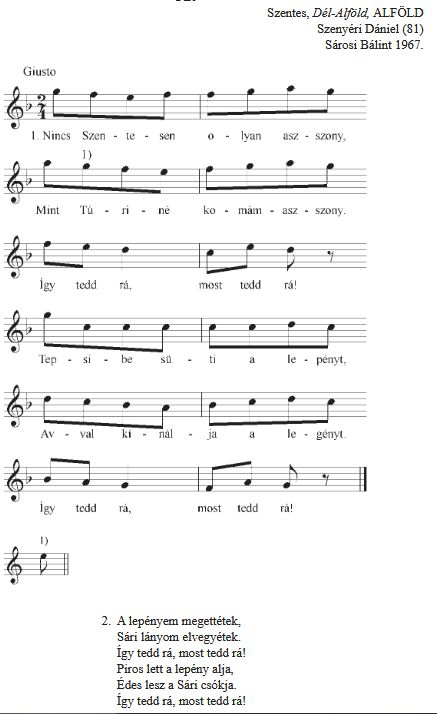 Szentes, Dél-Alföld, ALFÖLD
Szenyéri Dániel (81)
Sárosi Bálint 1967.
Giusto
2
4
1. Nincs Szen - te - sen o - lyan asz - szony,
1)
Mint Tú - ri - né ko - mám - asz - szony.
Így tedd rá, most tedd rá!
Tep - si - be sü - ti a le - pényt,
Av - val kí - nál - ja a le - gényt.
Így tedd rá, most tedd rá!
1)
2. A lepényem megettétek,
Sári lányom elvegyétek.
Így tedd rá, most tedd rá!
Piros lett a lepény alja,
Édes lesz a Sári csókja.
Így tedd rá, most tedd rá!